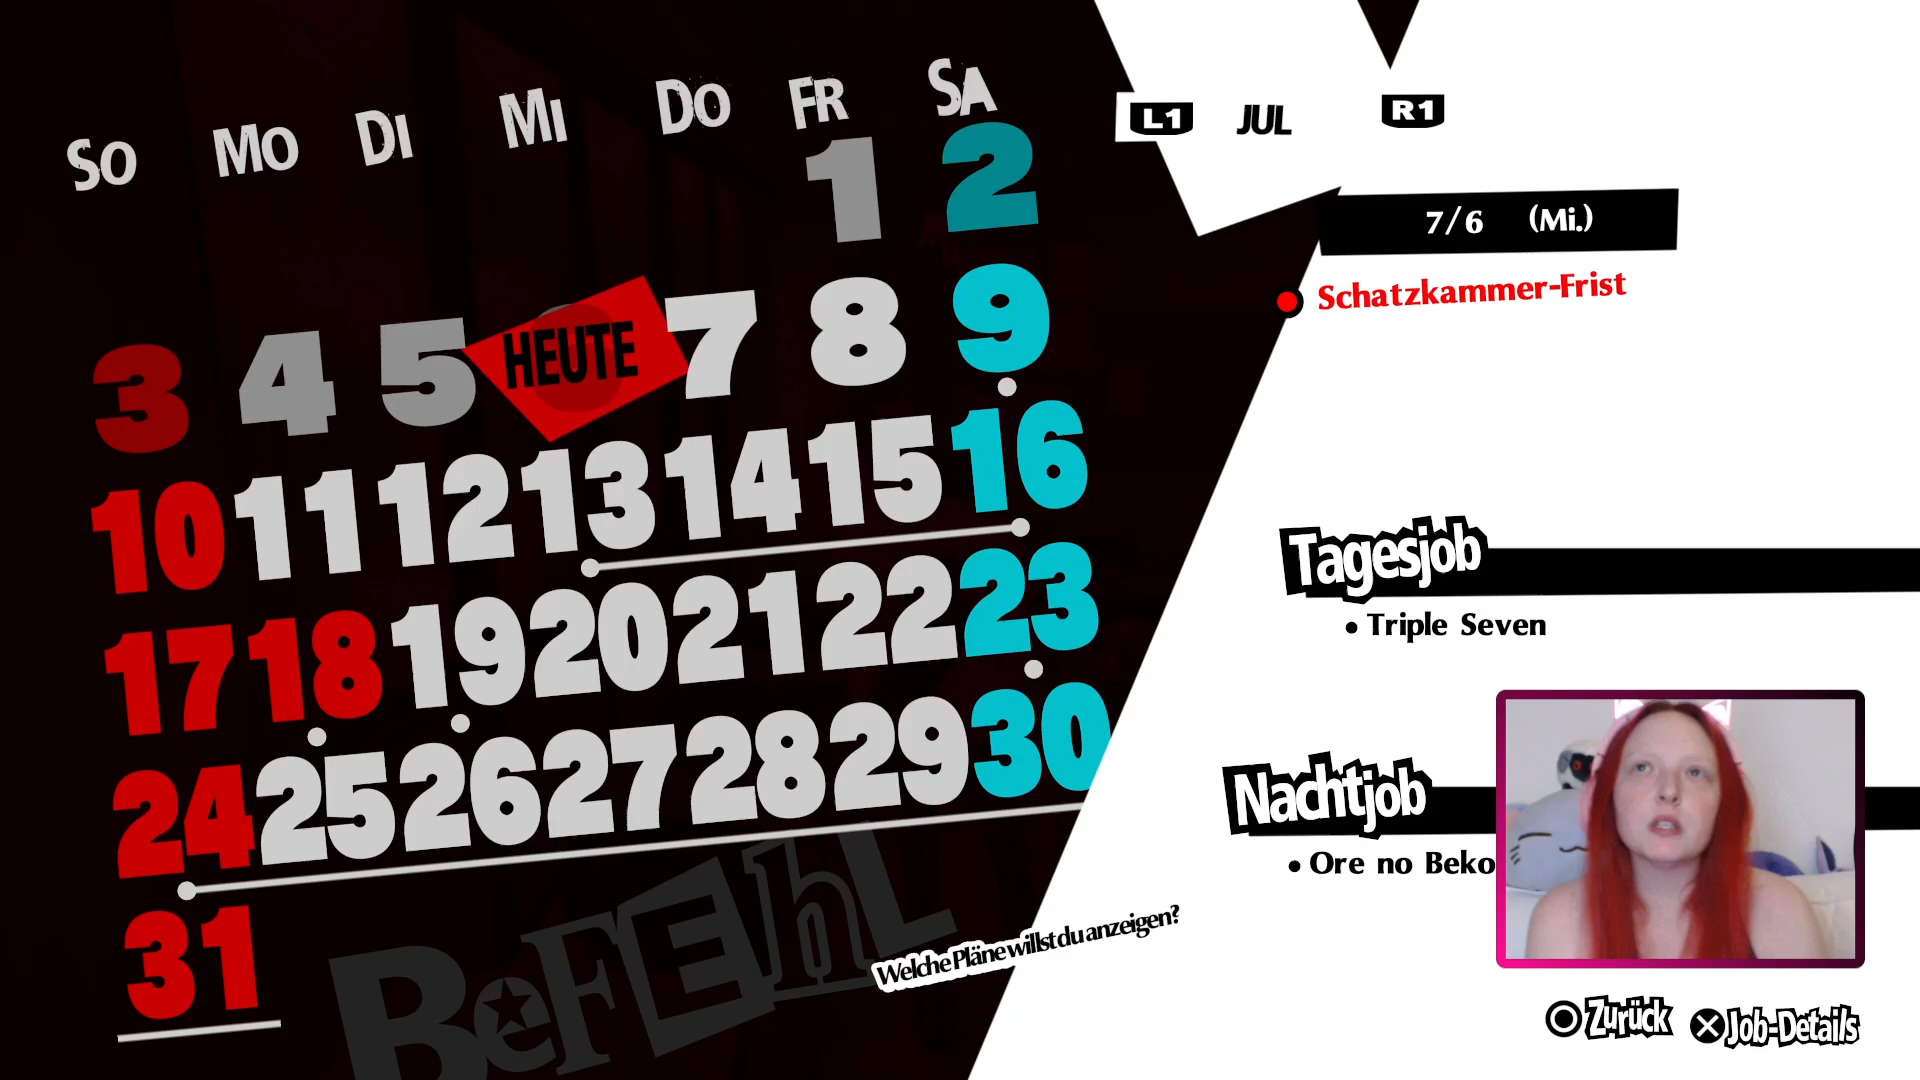 SO MO DI MI DO FR SA
1 2
3 4 5 HEUTE 7 8 9
10 11 12 13 14 15 16
17 18 19 20 21 22 23
24 25 26 27 28 29 30
31
BeFEhL
Welche Pläne willst du anzeigen?
L1 JUL R1
7/6 (Mi.)
Schatzkammer-Frist
Tagesjob
• Triple Seven
Nachtjob
• Ore no Beko
Zurück Job-Details